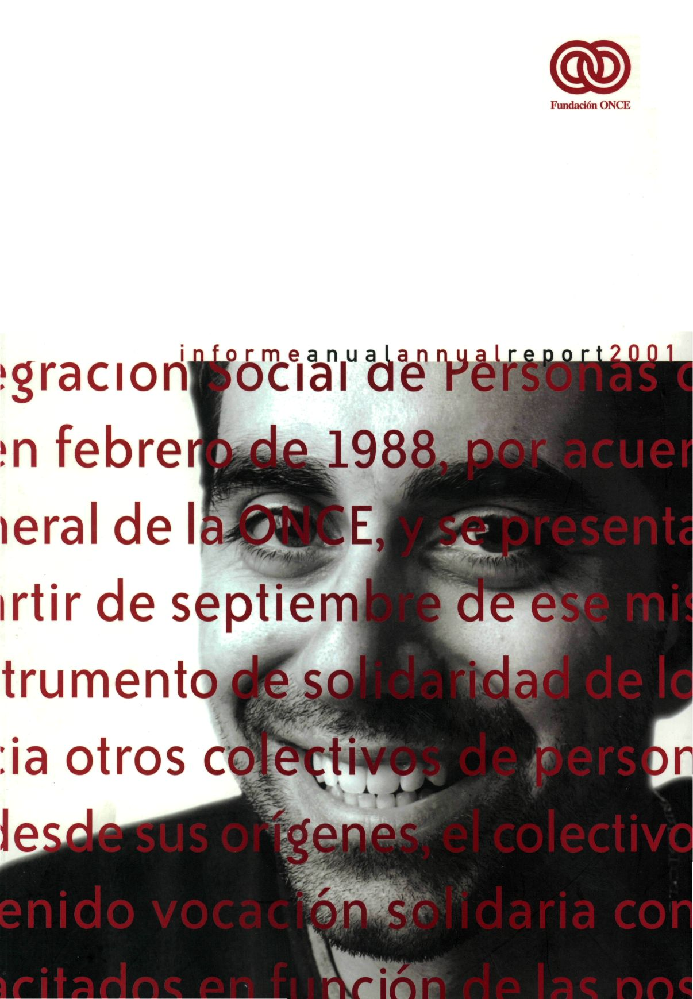 Fundación ONCE
informeanualannualreport2001
egración Social de Personas c
en febrero de 1988, por acuer
neral de la ONCE, y se presenta
artir de septiembre de ese mis
trumento de solidaridad de lo
cia otros colectivos de person
desde sus orígenes, el colectivo
enido vocación solidaria con
acitados en función de las pos